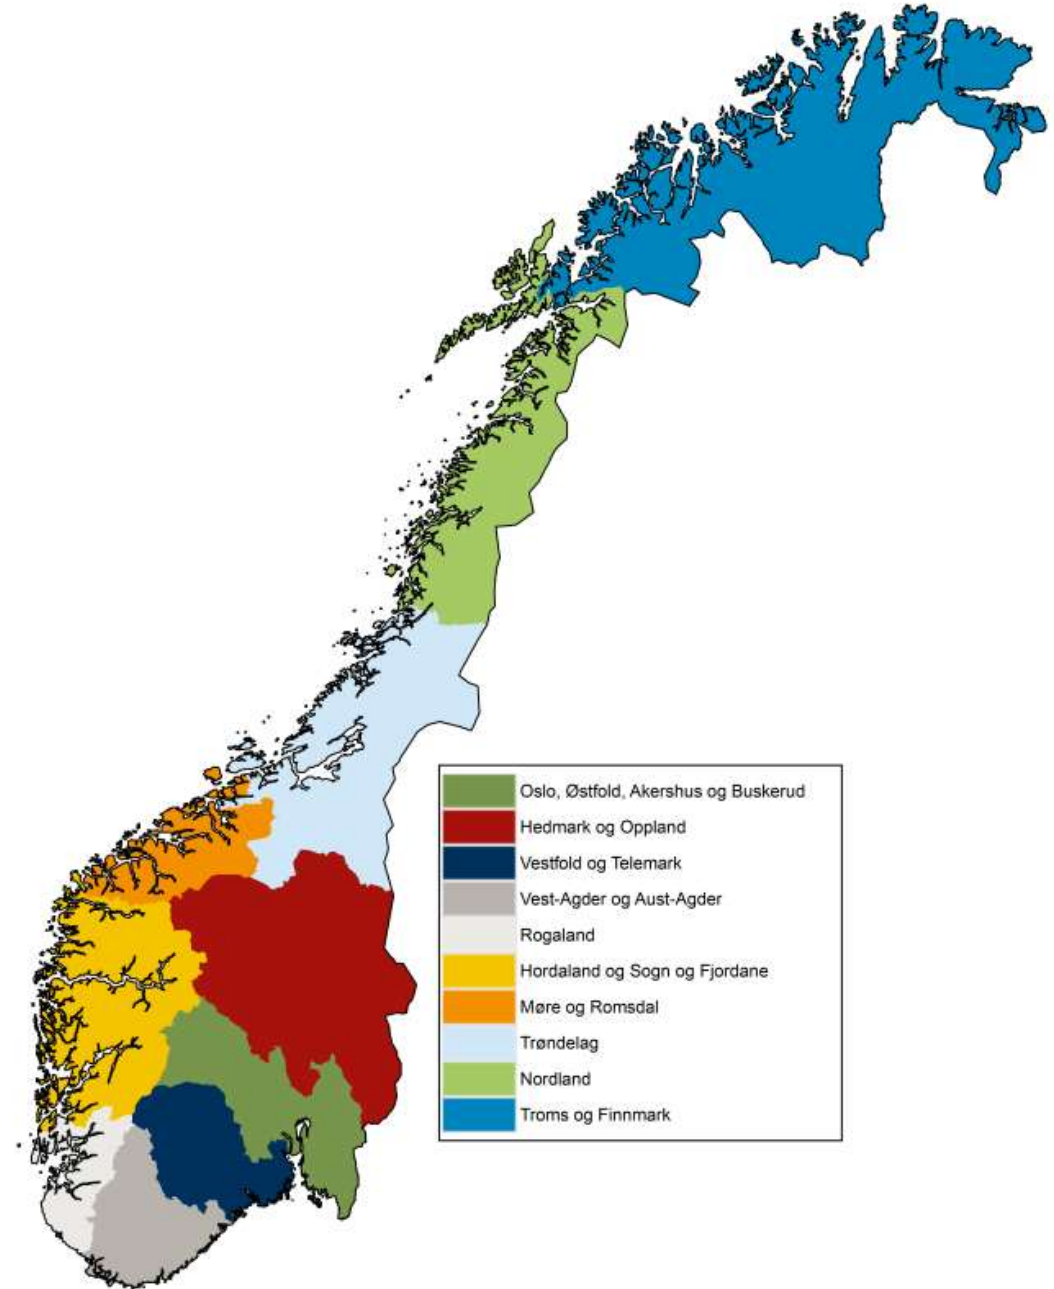 Oslo, Østfold, Akershus og Buskerud
Hedmark og Oppland
Vestfold og Telemark
Vest-Agder og Aust-Agder
Rogaland
Hordaland og Sogn og Fjordane
Møre og Romsdal
Trøndelag
Nordland
Troms og Finnmark